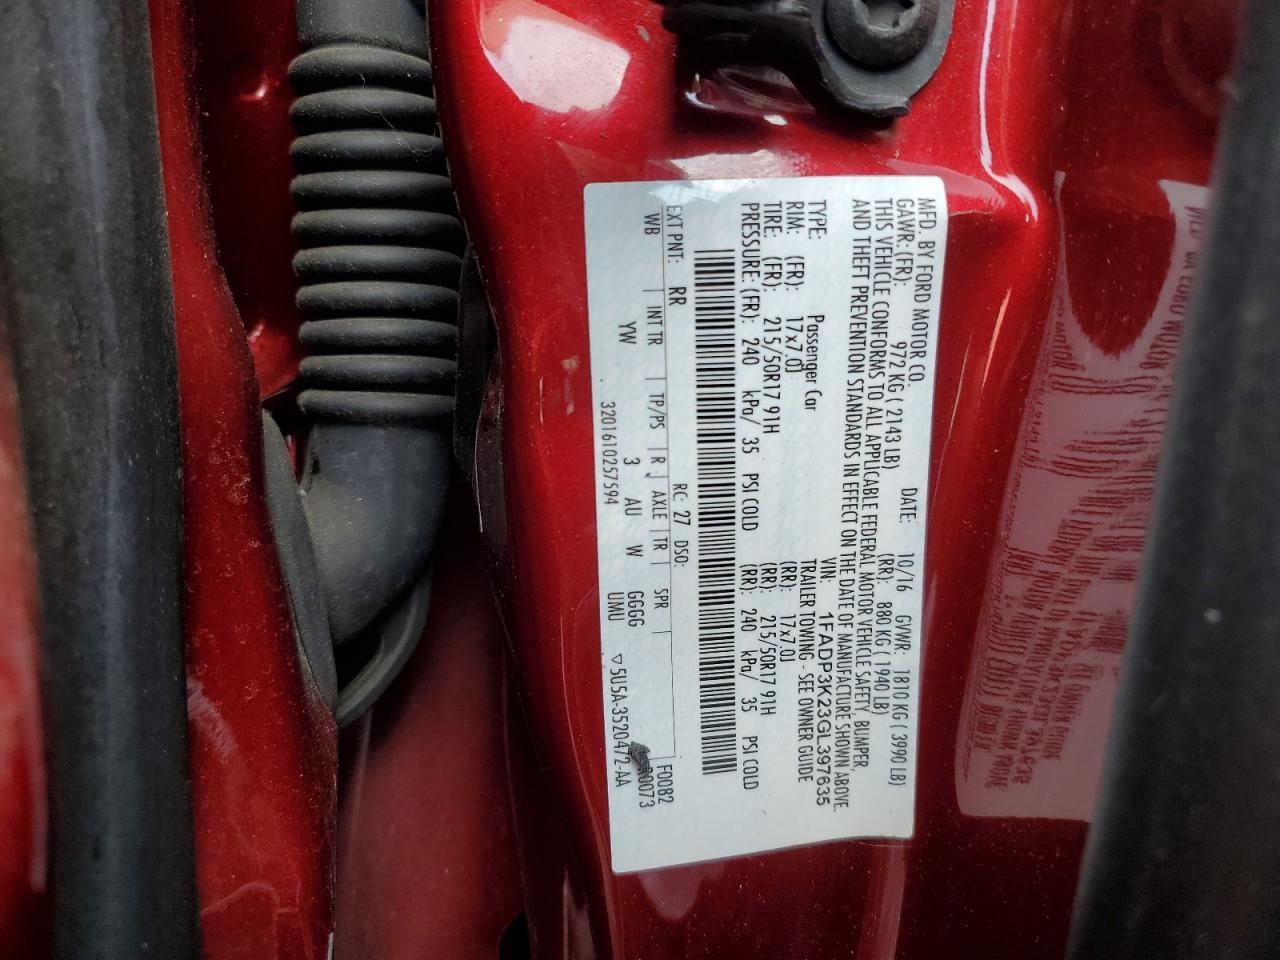 MFD. BY FORD MOTOR CO.
DATE: 10/16 GVWR: 1810 KG ( 3990 LB)
GAWR: (FR): 972 KG ( 2143 LB) (RR): 880 KG ( 1940 LB)
THIS VEHICLE CONFORMS TO ALL APPLICABLE FEDERAL MOTOR VEHICLE SAFETY, BUMPER,
AND THEFT PREVENTION STANDARDS IN EFFECT ON THE DATE OF MANUFACTURE SHOWN ABOVE.
VIN: 1FADP3K23GL397635
TYPE: Passenger Car TRAILER TOWING - SEE OWNER GUIDE
RIM: (FR): 17x7.0J (RR): 17x7.0J
TIRE: (FR): 215/50R17 91H (RR): 215/50R17 91H
PRESSURE: (FR): 240 kPa/ 35 PSI COLD (RR): 240 kPa/ 35 PSI COLD
EXT PNT: RR RC: 27 DSO: F0082
WB INT TR TP/PS R AXLE TR SPR R0073
YW 3 AU W GGGG
3201610257594 UMU ▽5U5A-3520472-AA